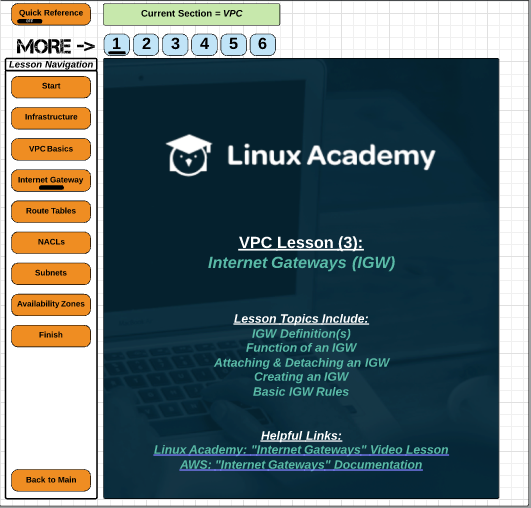 Quick Reference
OFF
Current Section = VPC
MORE ->
1 2 3 4 5 6
Lesson Navigation
Start
Infrastructure
VPC Basics
Internet Gateway
Route Tables
NACLs
Subnets
Availability Zones
Finish
Back to Main
Linux Academy
VPC Lesson (3):
Internet Gateways (IGW)
Lesson Topics Include:
IGW Definition(s)
Function of an IGW
Attaching & Detaching an IGW
Creating an IGW
Basic IGW Rules
Helpful Links:
Linux Academy: "Internet Gateways" Video Lesson
AWS: "Internet Gateways" Documentation